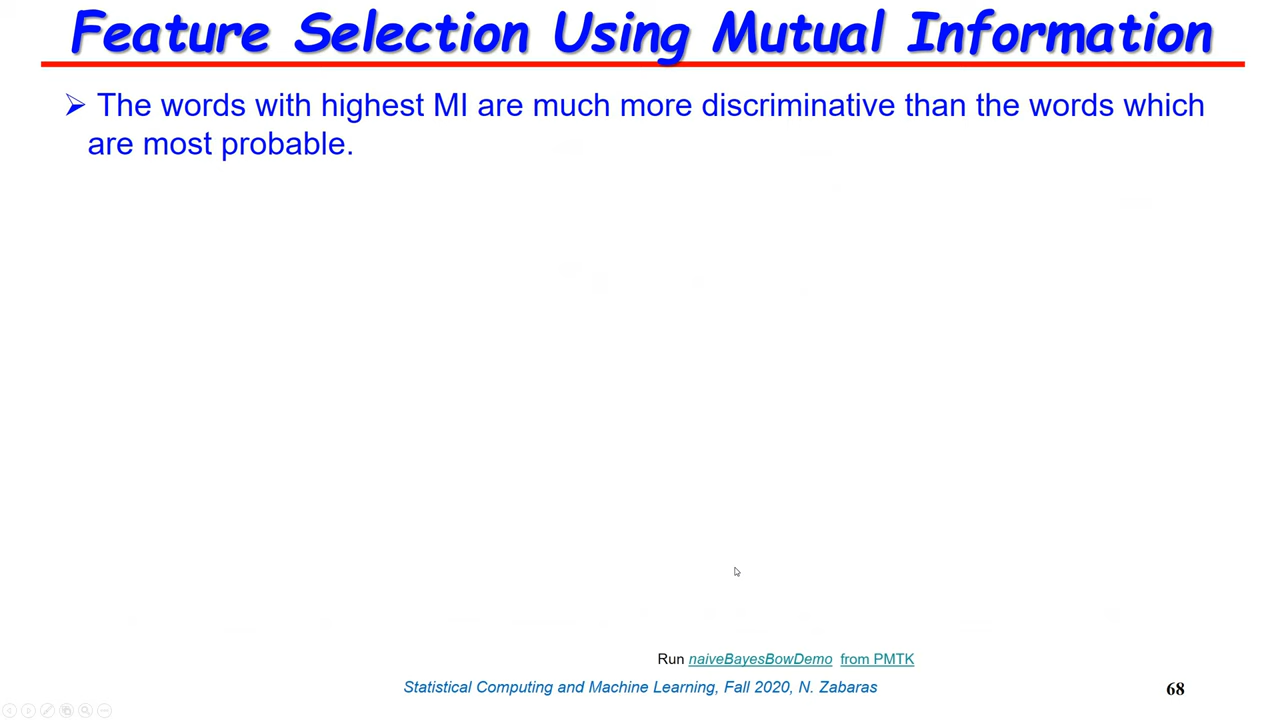 Feature Selection Using Mutual Information
➢ The words with highest MI are much more discriminative than the words which
are most probable.
Run naiveBayesBowDemo from PMTK
Statistical Computing and Machine Learning, Fall 2020, N. Zabaras
68